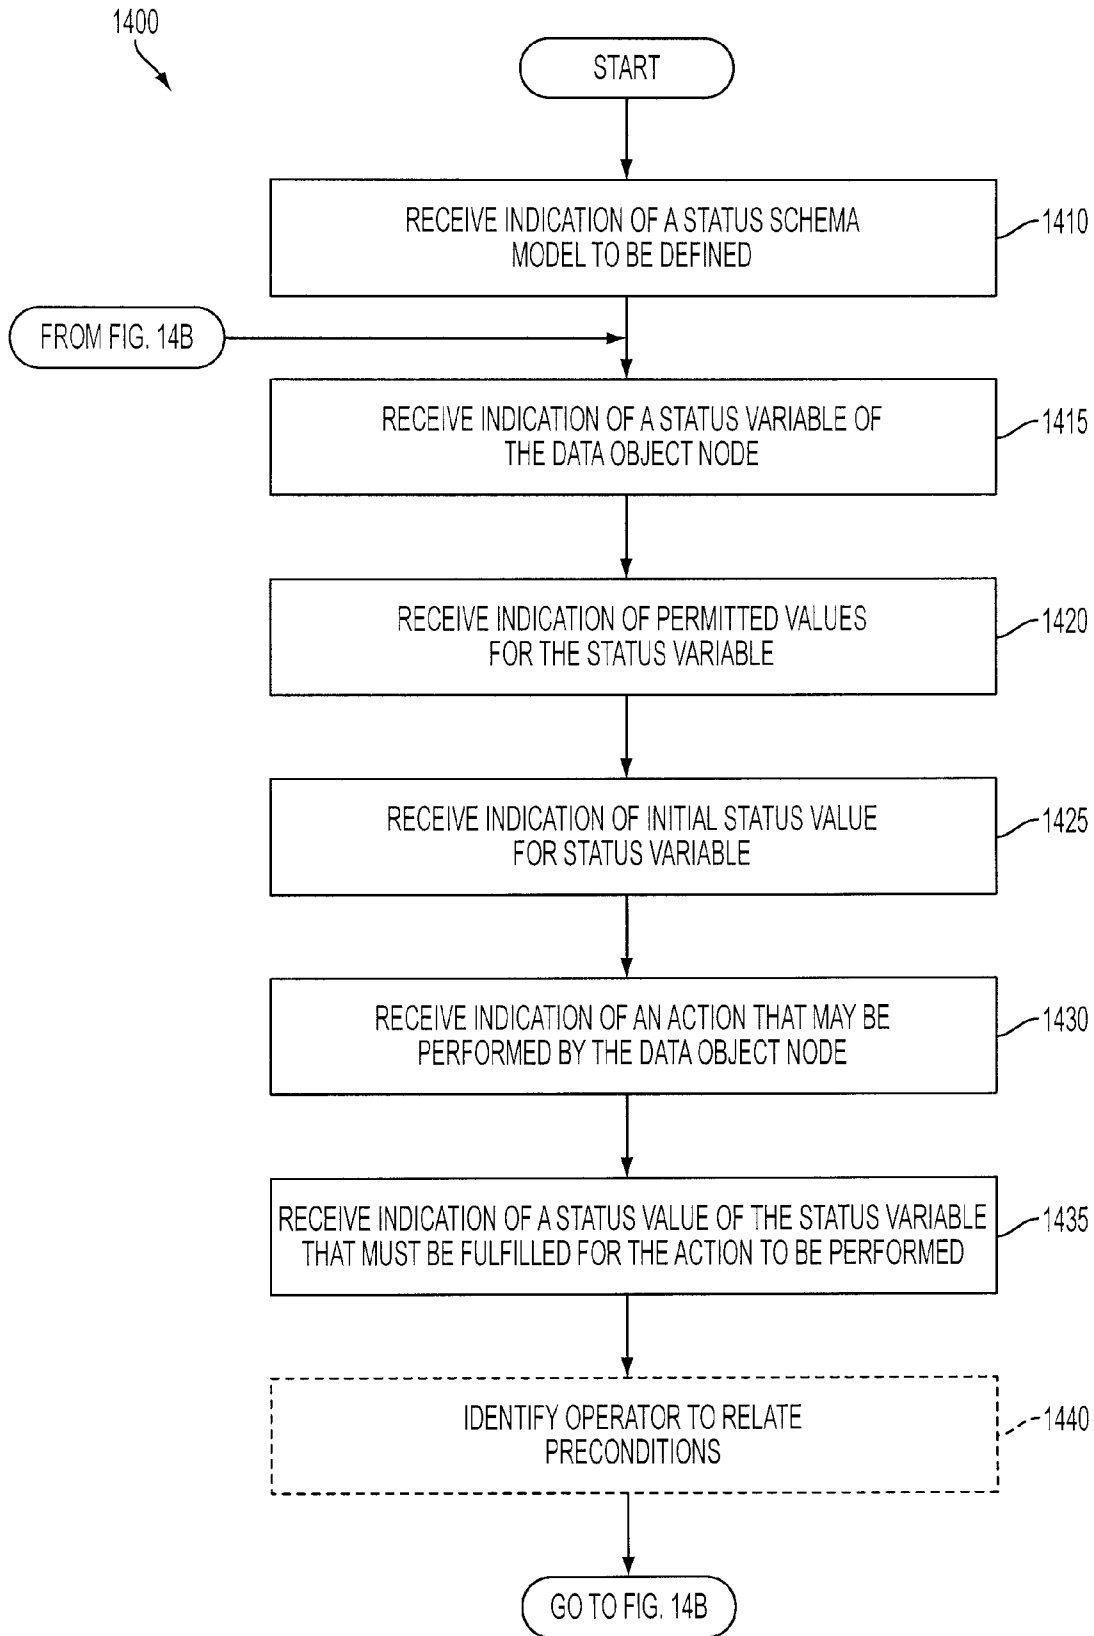 1400
START
RECEIVE INDICATION OF A STATUS SCHEMA
MODEL TO BE DEFINED
1410
FROM FIG. 14B
RECEIVE INDICATION OF A STATUS VARIABLE OF
THE DATA OBJECT NODE
1415
RECEIVE INDICATION OF PERMITTED VALUES
FOR THE STATUS VARIABLE
1420
RECEIVE INDICATION OF INITIAL STATUS VALUE
FOR STATUS VARIABLE
1425
RECEIVE INDICATION OF AN ACTION THAT MAY BE
PERFORMED BY THE DATA OBJECT NODE
1430
RECEIVE INDICATION OF A STATUS VALUE OF THE STATUS VARIABLE
THAT MUST BE FULFILLED FOR THE ACTION TO BE PERFORMED
1435
IDENTIFY OPERATOR TO RELATE
PRECONDITIONS
1440
GO TO FIG. 14B